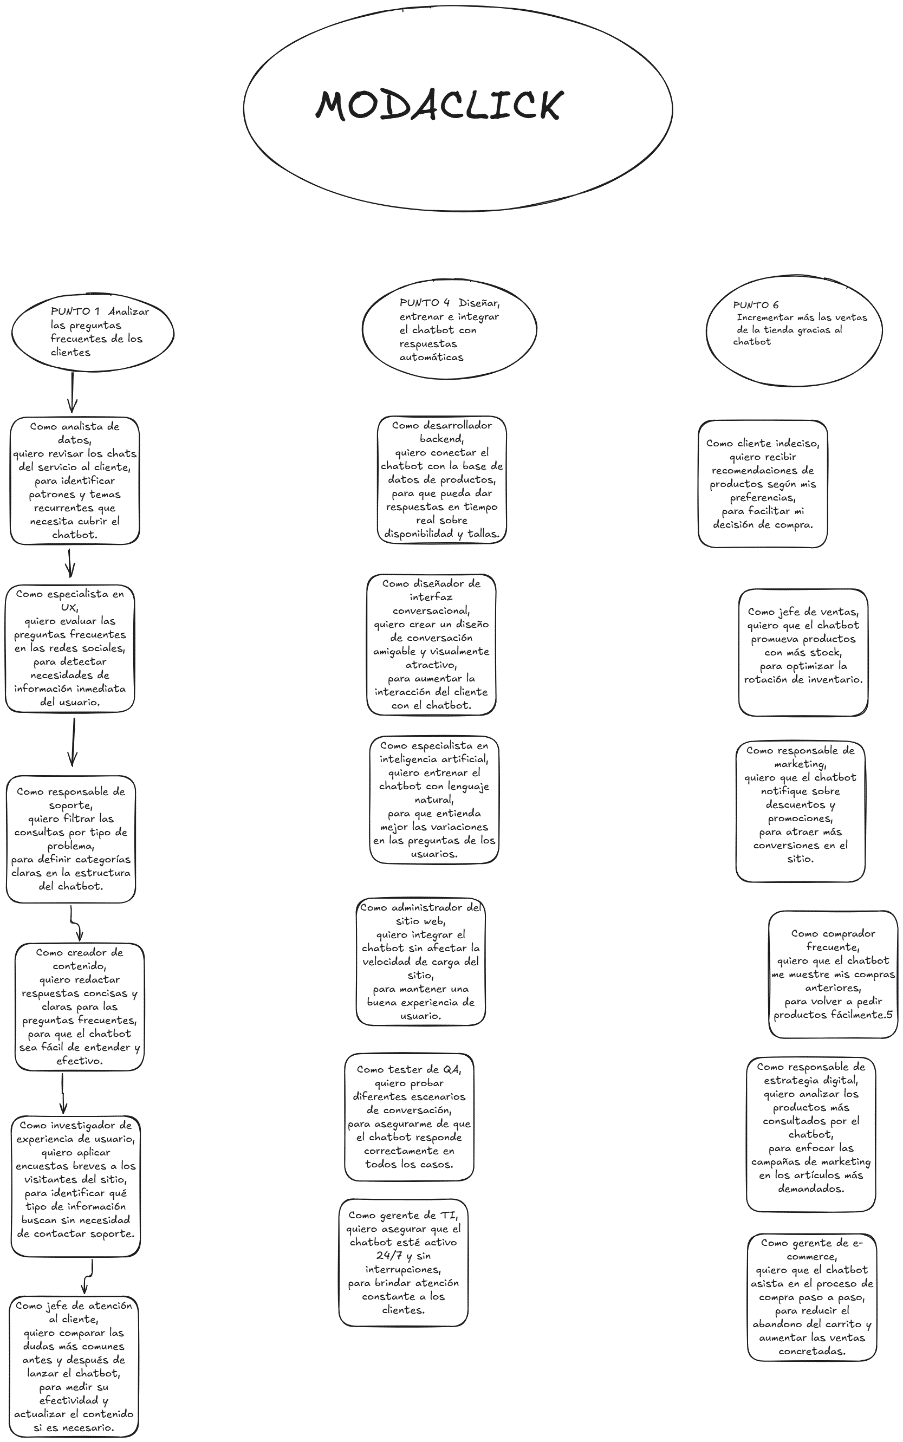 MODACLICK
PUNTO 1 Analizar
las preguntas
frecuentes de los
clientes
Como analista de
datos,
quiero revisar los chats
del servicio al cliente,
para identificar
patrones y temas
recurrentes que
necesita cubrir el
chatbot.
Como especialista en
UX,
quiero evaluar las
preguntas frecuentes
en las redes sociales,
para detectar
necesidades de
información inmediata
del usuario.
Como responsable de
soporte,
quiero filtrar las
consultas por tipo de
problema,
para definir categorías
claras en la estructura
del chatbot.
Como creador de
contenido,
quiero redactar
respuestas concisas y
claras para las
preguntas frecuentes,
para que el chatbot
sea fácil de entender y
efectivo.
Como investigador de
experiencia de usuario,
quiero aplicar
encuestas breves a los
visitantes del sitio,
para identificar qué
tipo de información
buscan sin necesidad
de contactar soporte.
Como jefe de atención
al cliente,
quiero comparar las
dudas más comunes
antes y después de
lanzar el chatbot,
para medir su
efectividad y
actualizar el contenido
si es necesario.
PUNTO 4 Diseñar,
entrenar e integrar
el chatbot con
respuestas
automáticas
Como desarrollador
backend,
quiero conectar el
chatbot con la base de
datos de productos,
para que pueda dar
respuestas en tiempo
real sobre
disponibilidad y tallas.
Como diseñador de
interfaz
conversacional,
quiero crear un diseño
de conversación
amigable y visualmente
atractivo,
para aumentar la
interacción del cliente
con el chatbot.
Como especialista en
inteligencia artificial,
quiero entrenar el
chatbot con lenguaje
natural,
para que entienda
mejor las variaciones
en las preguntas de los
usuarios.
Como administrador del
sitio web,
quiero integrar el
chatbot sin afectar la
velocidad de carga del
sitio,
para mantener una
buena experiencia de
usuario.
Como tester de QA,
quiero probar
diferentes escenarios
de conversación,
para asegurarme de que
el chatbot responde
correctamente en
todos los casos.
Como gerente de TI,
quiero asegurar que el
chatbot esté activo
24/7 y sin
interrupciones,
para brindar atención
constante a los
clientes.
PUNTO 6
Incrementar más las ventas
de la tienda gracias al
chatbot
Como cliente indeciso,
quiero recibir
recomendaciones de
productos según mis
preferencias,
para facilitar mi
decisión de compra.
Como jefe de ventas,
quiero que el chatbot
promueva productos
con más stock,
para optimizar la
rotación de inventario.
Como responsable de
marketing,
quiero que el chatbot
notifique sobre
descuentos y
promociones,
para atraer más
conversiones en el
sitio.
Como comprador
frecuente,
quiero que el chatbot
me muestre mis compras
anteriores,
para volver a pedir
productos fácilmente.5
Como responsable de
estrategia digital,
quiero analizar los
productos más
consultados por el
chatbot,
para enfocar las
campañas de marketing
en los artículos más
demandados.
Como gerente de e-
commerce,
quiero que el chatbot
asista en el proceso de
compra paso a paso,
para reducir el
abandono del carrito y
aumentar las ventas
concretadas.